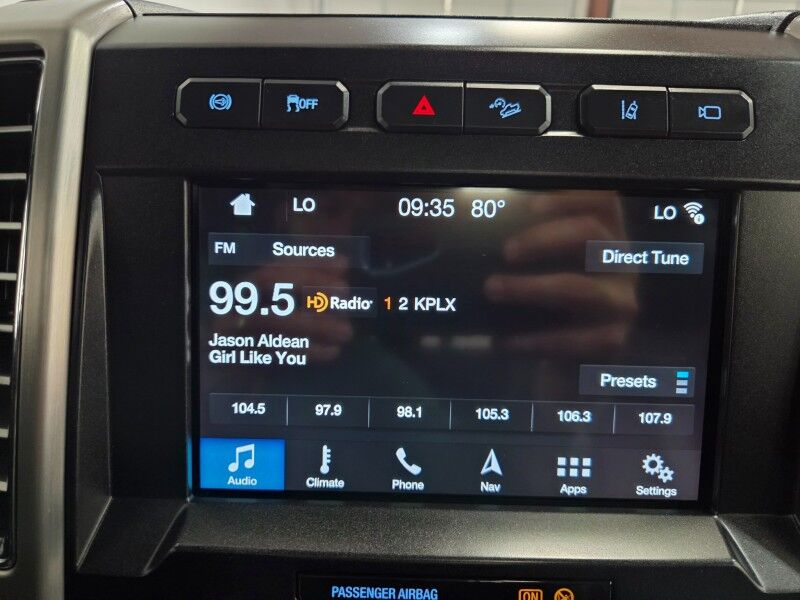 OFF
LO 09:35 80° LO
FM Sources Direct Tune
99.5 HD Radio 1 2 KPLX
Jason Aldean
Girl Like You
Presets
104.5 97.9 98.1 105.3 106.3 107.9
Audio Climate Phone Nav Apps Settings
PASSENGER AIRBAG ON